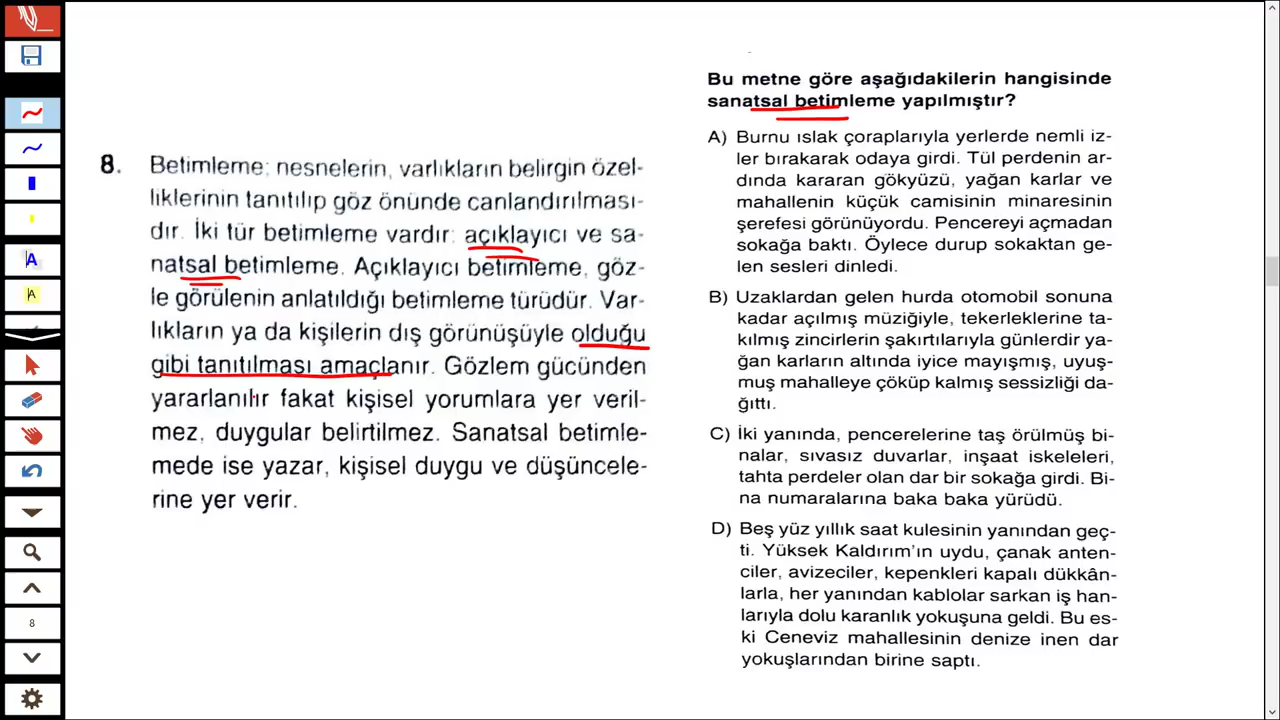 8. Betimleme; nesnelerin, varlıkların belirgin özel-
liklerinin tanıtılıp göz önünde canlandırılması-
dır. İki tür betimleme vardır: açıklayıcı ve sa-
natsal betimleme. Açıklayıcı betimleme, göz-
le görülenin anlatıldığı betimleme türüdür. Var-
lıkların ya da kişilerin dış görünüşüyle olduğu
gibi tanıtılması amaçlanır. Gözlem gücünden
yararlanılır fakat kişisel yorumlara yer veril-
mez, duygular belirtilmez. Sanatsal betimle-
mede ise yazar, kişisel duygu ve düşüncele-
rine yer verir.
Bu metne göre aşağıdakilerin hangisinde
sanatsal betimleme yapılmıştır?
A) Burnu ıslak çoraplarıyla yerlerde nemli iz-
ler bırakarak odaya girdi. Tül perdenin ar-
dında kararan gökyüzü, yağan karlar ve
mahallenin küçük camisinin minaresinin
şerefesi görünüyordu. Pencereyi açmadan
sokağa baktı. Öylece durup sokaktan ge-
len sesleri dinledi.
B) Uzaklardan gelen hurda otomobil sonuna
kadar açılmış müziğiyle, tekerleklerine ta-
kılmış zincirlerin şakırtılarıyla günlerdir ya-
ğan karların altında iyice mayışmış, uyuş-
muş mahalleye çöküp kalmış sessizliği da-
ğıttı.
C) İki yanında, pencerelerine taş örülmüş bi-
nalar, sıvasız duvarlar, inşaat iskeleleri,
tahta perdeler olan dar bir sokağa girdi. Bi-
na numaralarına baka baka yürüdü.
D) Beş yüz yıllık saat kulesinin yanından geç-
ti. Yüksek Kaldırım'ın uydu, çanak anten-
ciler, avizeciler, kepenkleri kapalı dükkân-
larla, her yanından kablolar sarkan iş han-
larıyla dolu karanlık yokuşuna geldi. Bu es-
ki Ceneviz mahallesinin denize inen dar
yokuşlarından birine saptı.
A
A
8